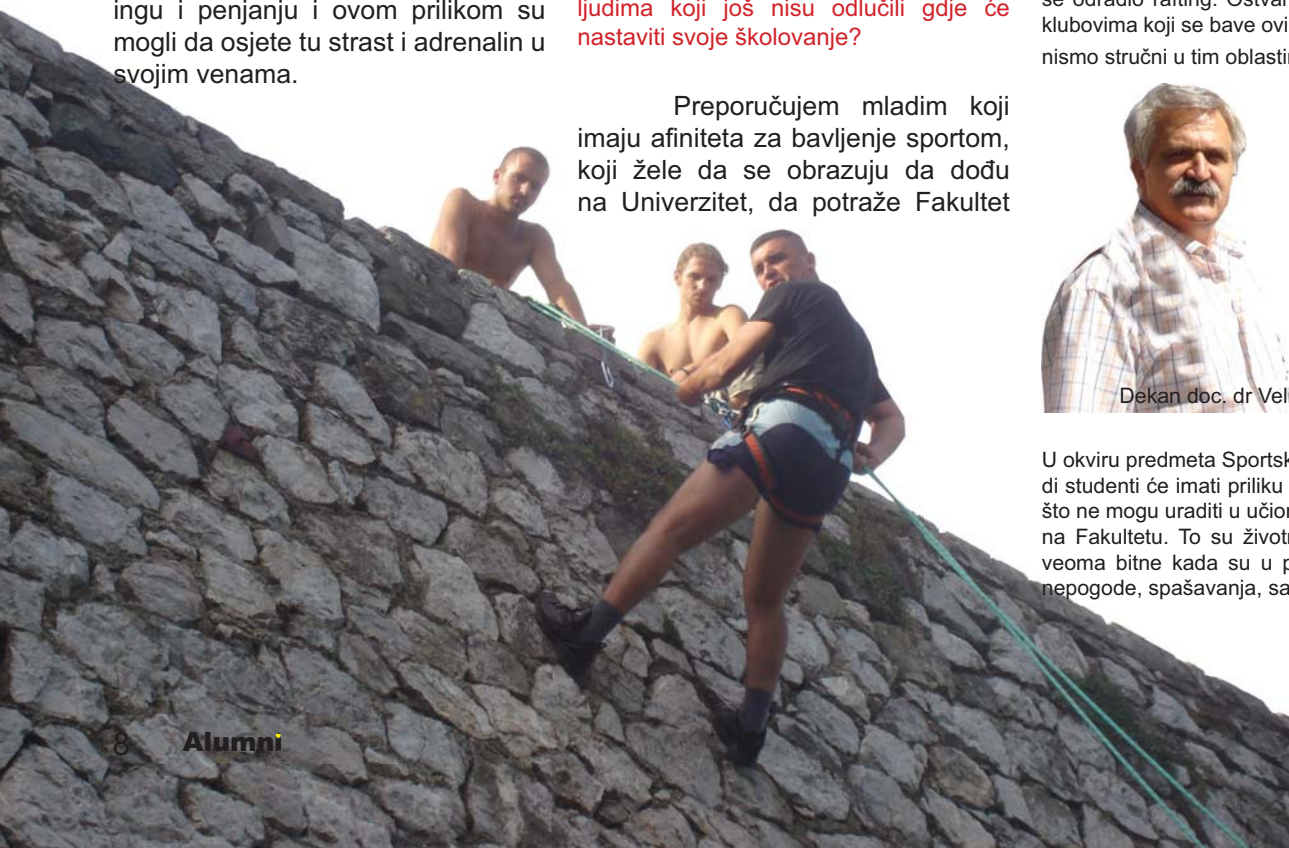 ingu i penjanju i ovom prilikom su
mogli da osjete tu strast i adrenalin u
svojim venama.
ljudima koji još nisu odlučili gdje će
nastaviti svoje školovanje?
Preporučujem mladim koji
imaju afiniteta za bavljenje sportom,
koji žele da se obrazuju da dođu
na Univerzitet, da potraže Fakultet
se odradio rafting. Ostvar
klubovima koji se bave ovi
nismo stručni u tim oblastin
Dekan doc. dr Vel
U okviru predmeta Sportsk
di studenti će imati priliku
što ne mogu uraditi u učion
na Fakultetu. To su život
veoma bitne kada su u p
nepogode, spašavanja, sa
8 Alumni